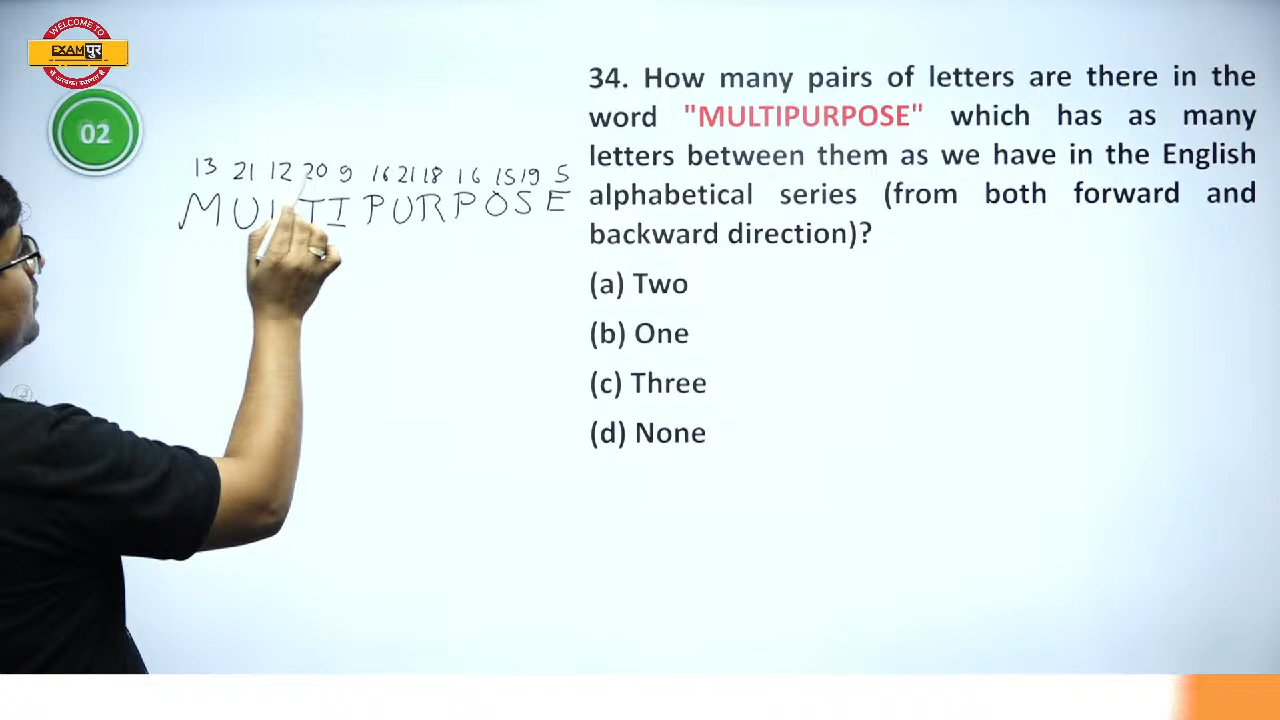 WELCOME TO
EXAMपुर
02
13 21 12 20 9 16 21 18 16 15 19 5
MULTIPURPOSE
34. How many pairs of letters are there in the
word "MULTIPURPOSE" which has as many
letters between them as we have in the English
alphabetical series (from both forward and
backward direction)?
(a) Two
(b) One
(c) Three
(d) None